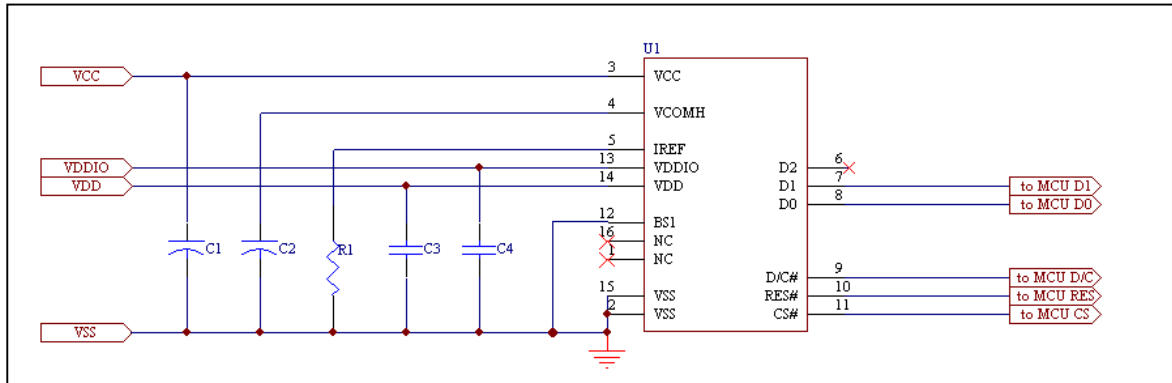 U1
VCC 3 VCC
4 VCOMH
5 IREF
VDDIO 13 VDDIO D2 6
VDD 14 VDD D1 7 to MCU D1
D0 8 to MCU D0
12 BS1
16 NC
C1 C2 R1 C3 C4
1 NC
D/C# 9 to MCU D/C
15 VSS RES# 10 to MCU RES
VSS 2 VSS CS# 11 to MCU CS